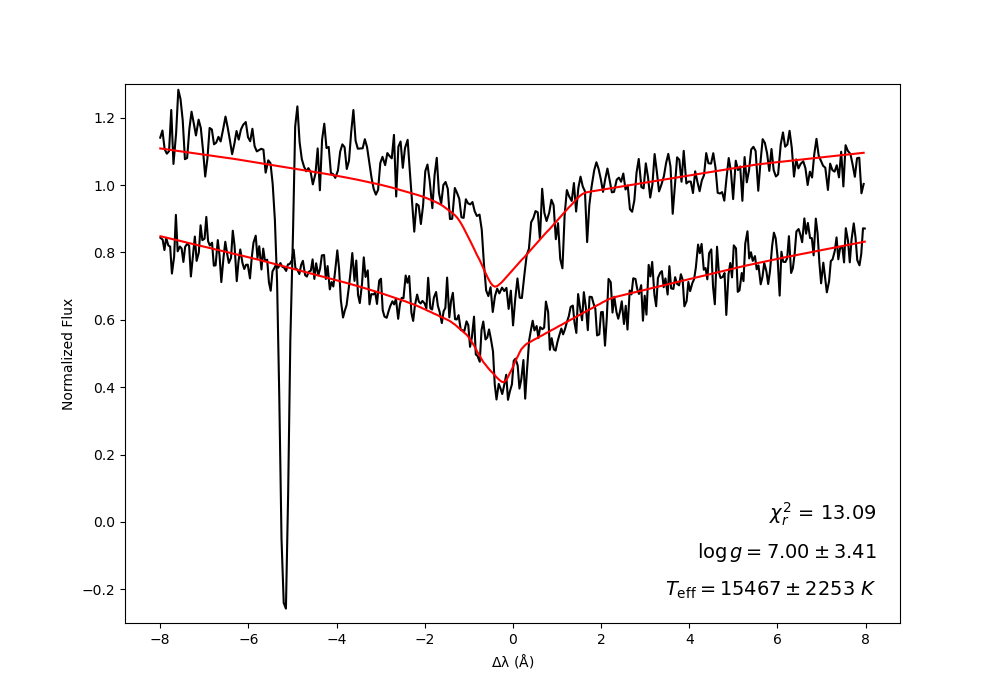 1.2
1.0
0.8
0.6
0.4
0.2
0.0
−0.2
Normalized Flux
−8 −6 −4 −2 0 2 4 6 8
Δλ (Å)
χ²ᵣ = 13.09
log g = 7.00 ± 3.41
T_eff = 15467 ± 2253 K